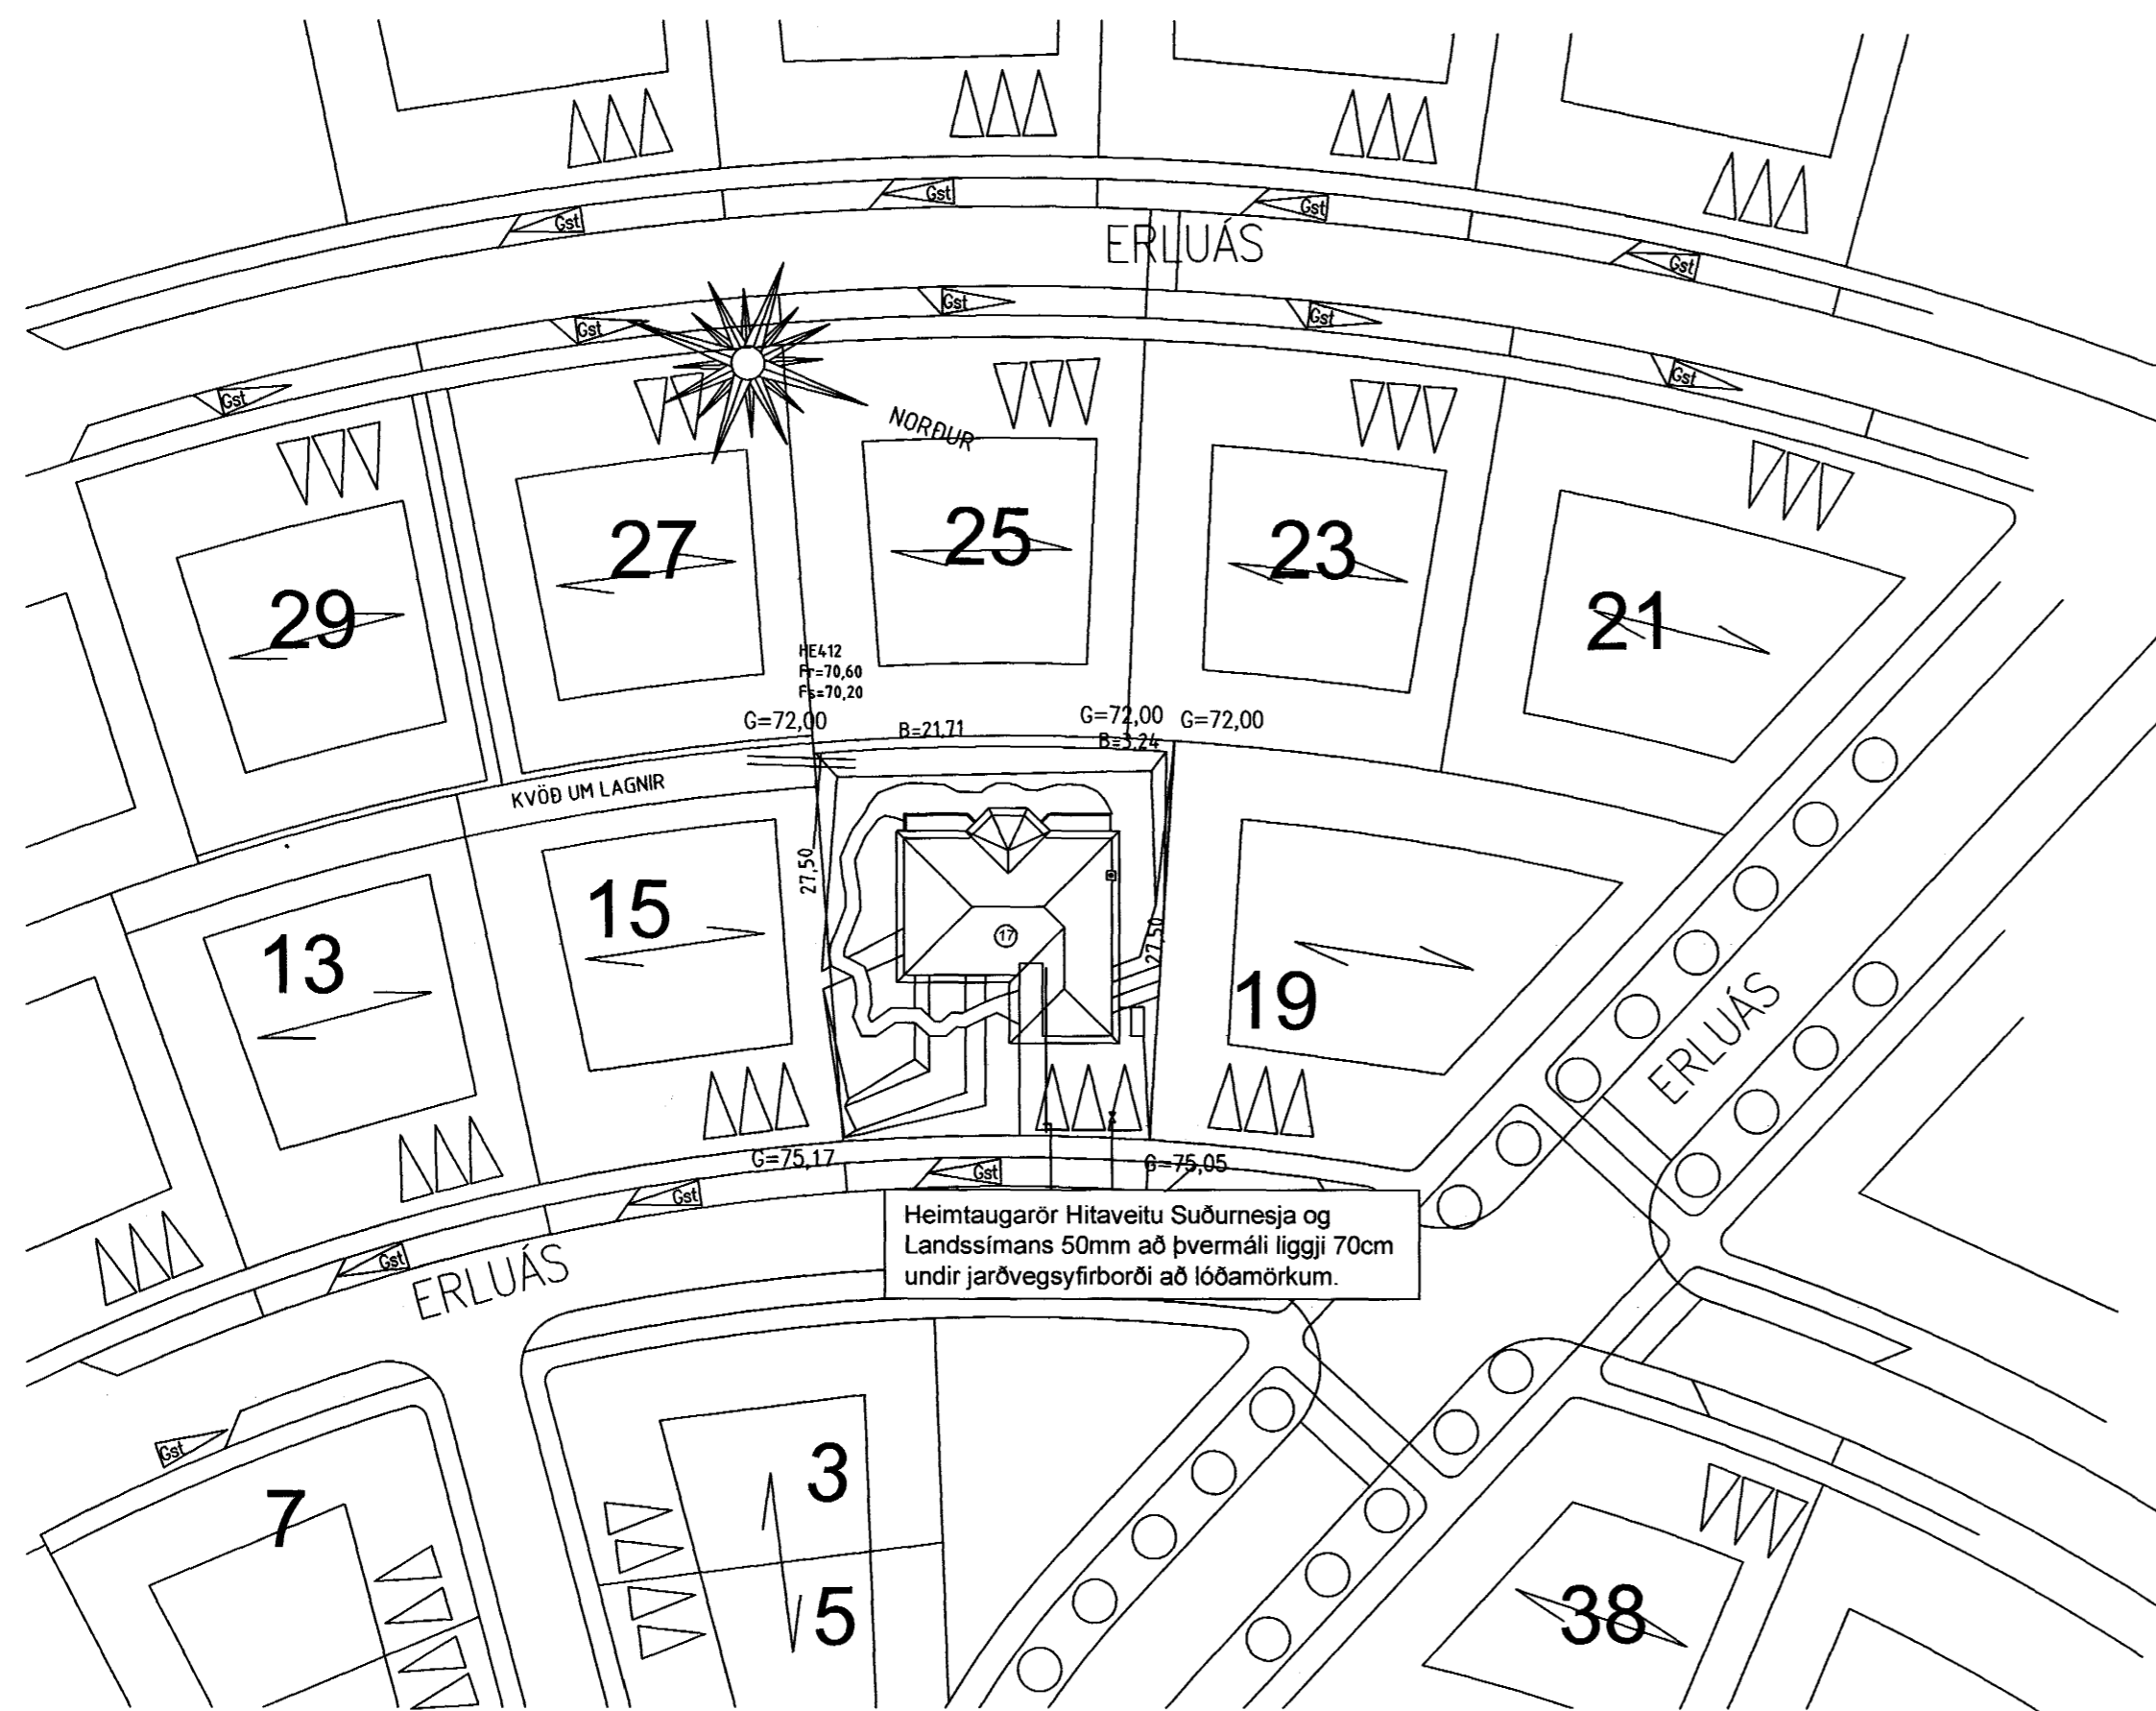 Gst
Gst
Gst
Gst
ERLUÁS
Gst
Gst
Gst
Gst
Gst
NORÐUR
29
27
25
23
21
HE412
Fr=70,60
Fs=70,20
G=72,00
B=21,71
G=72,00
G=72,00
B=3,24
KVÖÐ UM LAGNIR
13
15
27,50
17
27,50
19
ERLUÁS
G=75,17
G=75,05
Gst
Gst
Gst
ERLUÁS
Heimtaugarör Hitaveitu Suðurnesja og
Landssímans 50mm að þvermáli liggji 70cm
undir jarðvegsyfirborði að lóðamörkum.
Gst
7
3
5
38